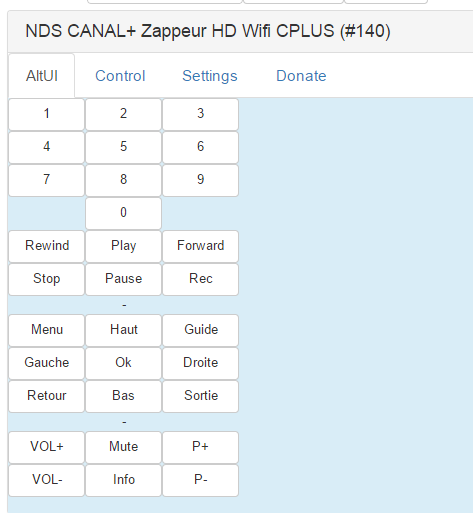 NDS CANAL+ Zappeur HD Wifi CPLUS (#140)
AltUI Control Settings Donate
1 2 3
4 5 6
7 8 9
0
Rewind Play Forward
Stop Pause Rec
-
Menu Haut Guide
Gauche Ok Droite
Retour Bas Sortie
-
VOL+ Mute P+
VOL- Info P-